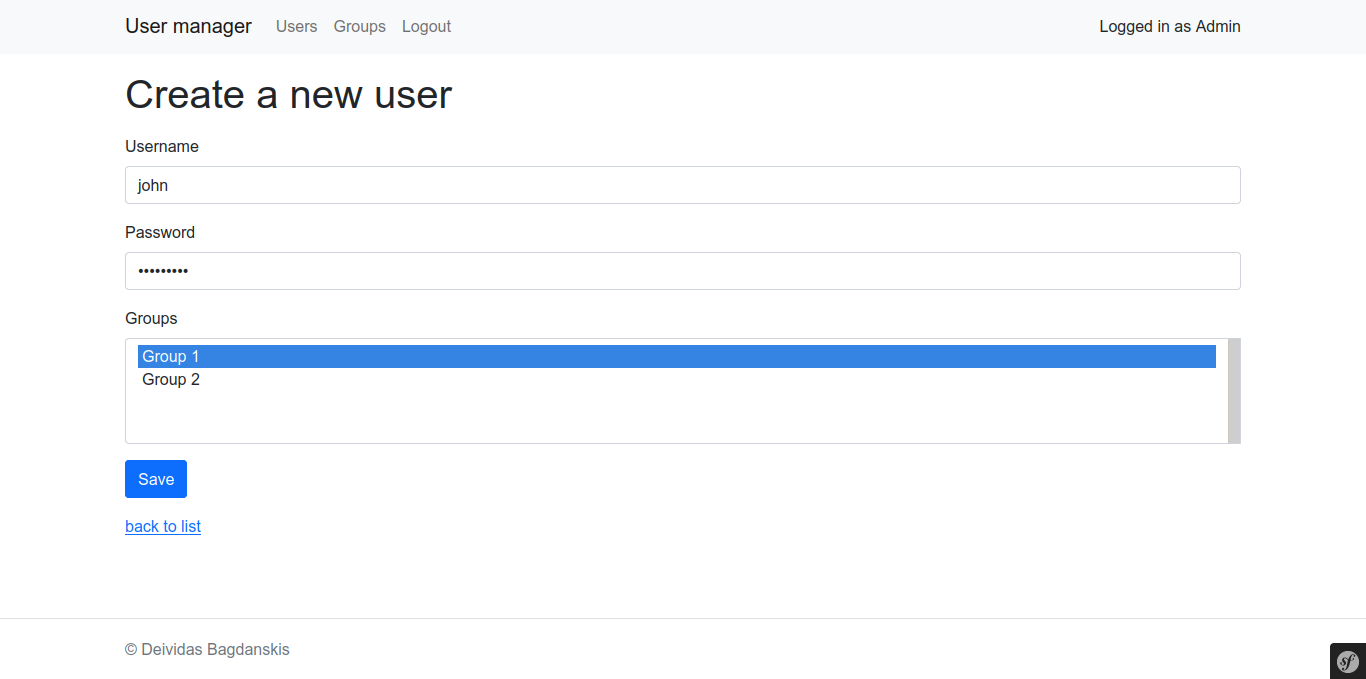 User manager Users Groups Logout Logged in as Admin
Create a new user
Username
john
Password
•••••••••
Groups
Group 1
Group 2
Save
back to list
© Deividas Bagdanskis
sf